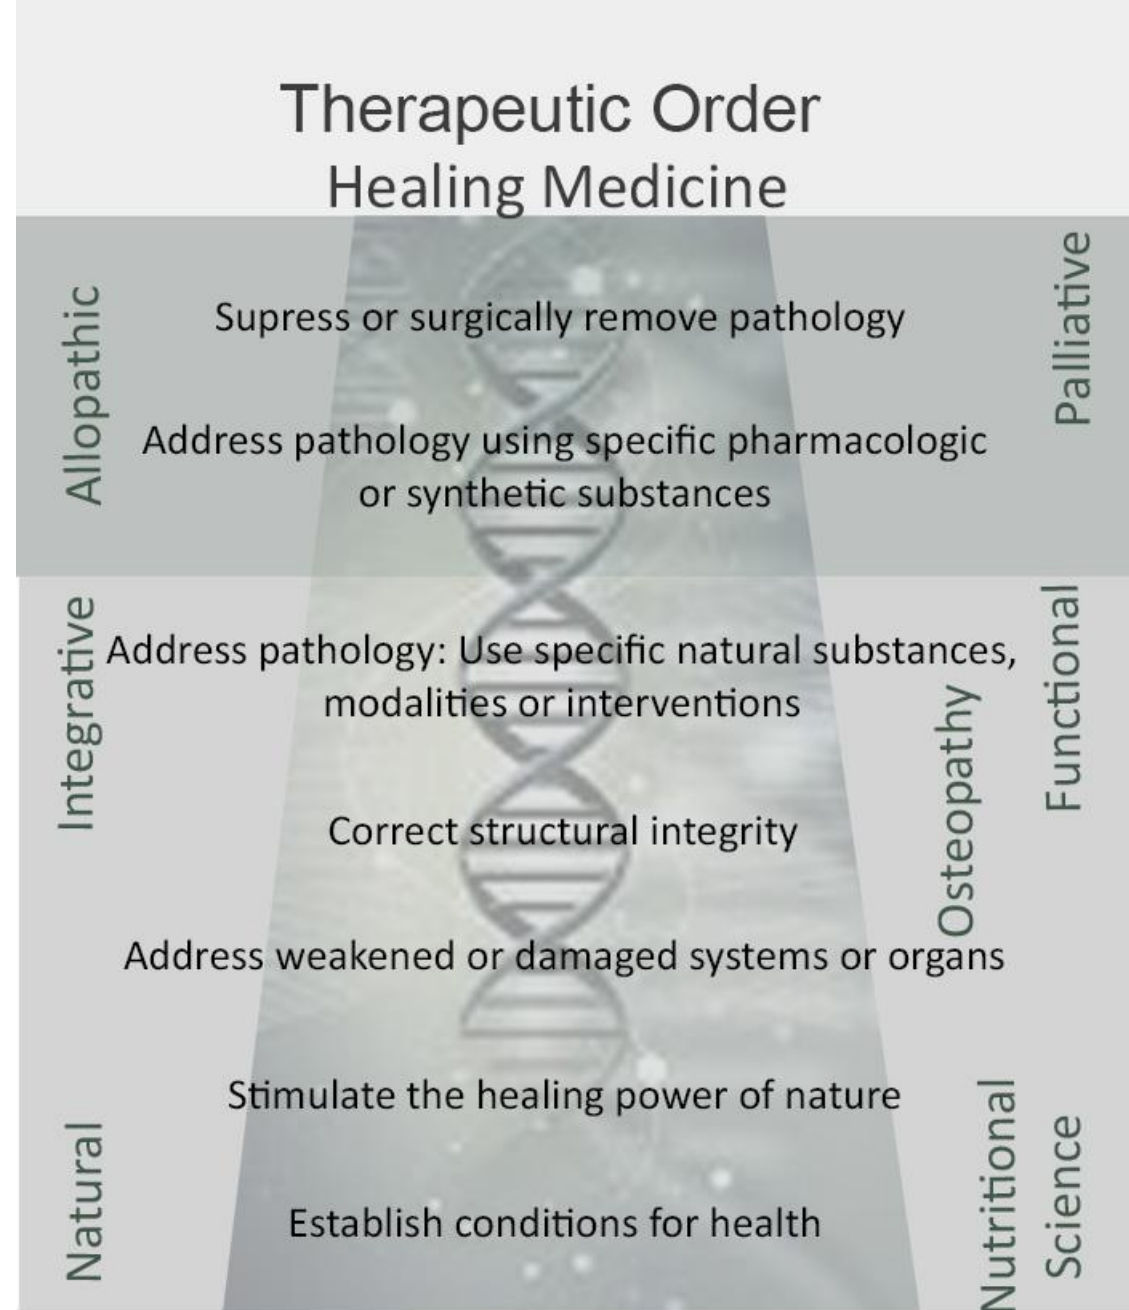 Therapeutic Order
Healing Medicine
Allopathic
Palliative
Supress or surgically remove pathology
Address pathology using specific pharmacologic
or synthetic substances
Integrative
Functional
Address pathology: Use specific natural substances,
modalities or interventions
Osteopathy
Correct structural integrity
Address weakened or damaged systems or organs
Natural
Nutritional
Science
Stimulate the healing power of nature
Establish conditions for health